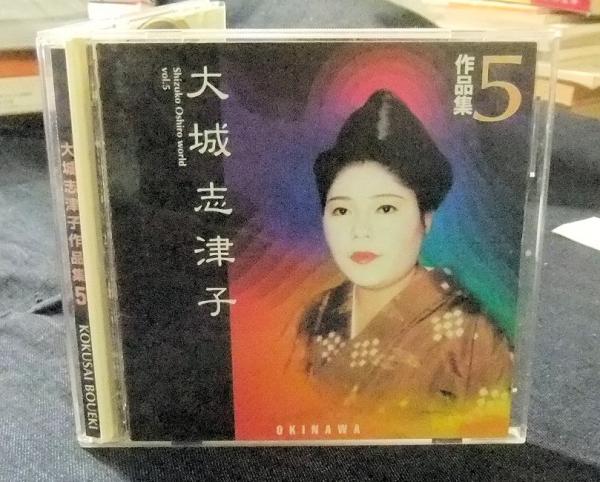 作品集5
大城志津子
Shizuko Oshiro world
vol.5
OKINAWA
大城志津子作品集5 KOKUSAI BOUEKI